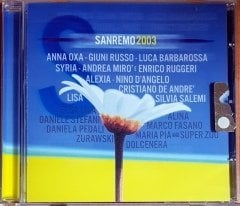 SANREMO2003
ANNA OXA - GIUNI RUSSO - LUCA BARBAROSSA
SYRIA - ANDREA MIRO' E ENRICO RUGGERI
ALEXIA - NINO D'ANGELO
CRISTIANO DE ANDRE'
LISA
SILVIA SALEMI
ALINA
DANIELE STEFANI
MARCO FASANO
DANIELA PEDALI
MARIA PIA AND SUPER ZOO
ZURAWSKI
DOLCENERA